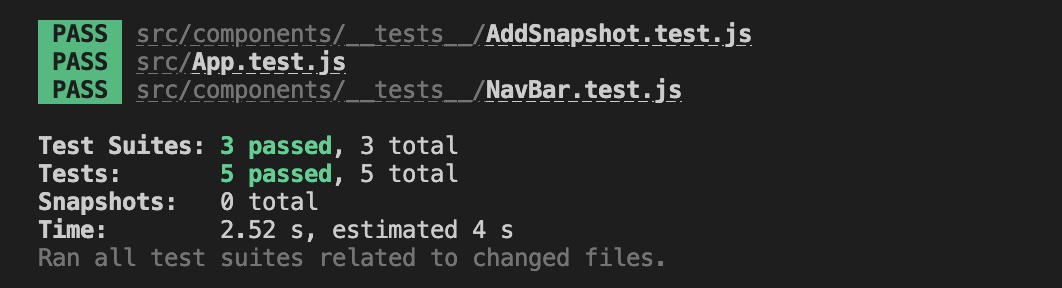 PASS src/components/__tests__/AddSnapshot.test.js
PASS src/App.test.js
PASS src/components/__tests__/NavBar.test.js
Test Suites: 3 passed, 3 total
Tests: 5 passed, 5 total
Snapshots: 0 total
Time: 2.52 s, estimated 4 s
Ran all test suites related to changed files.